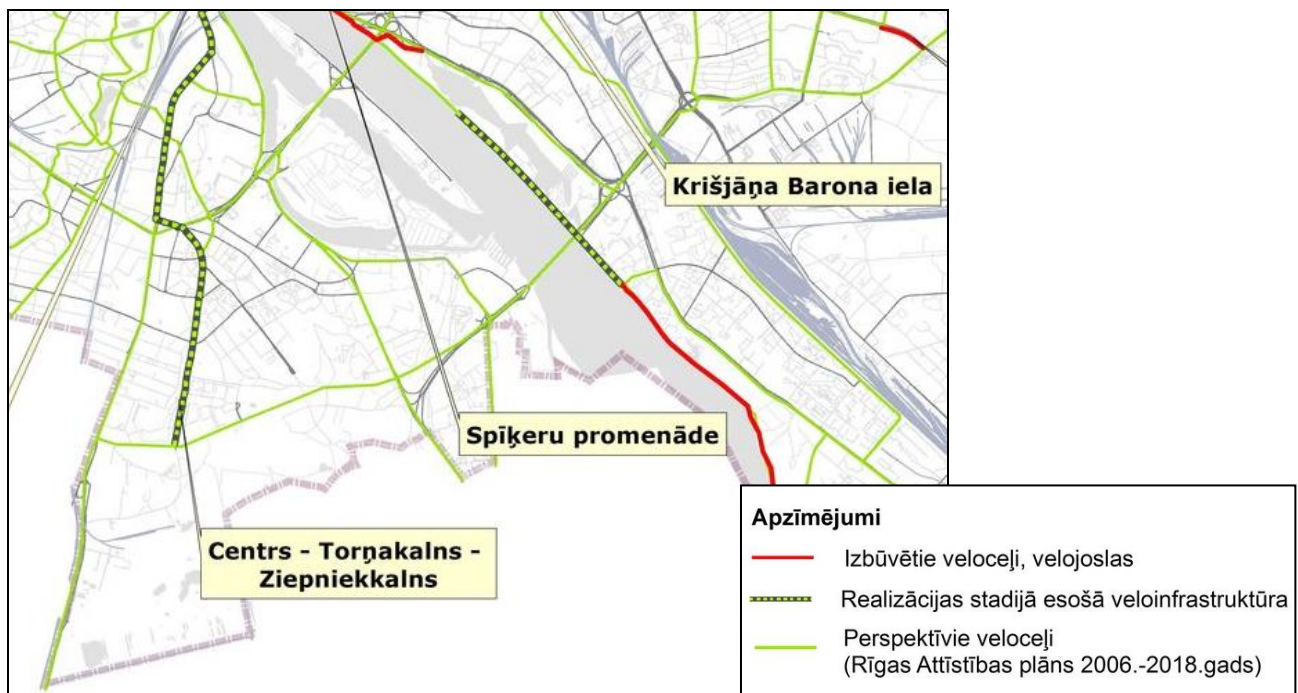 Krišjāņa Barona iela
Spīķeru promenāde
Centrs - Torņakalns -
Ziepniekkalns
Apzīmējumi
Izbūvētie veloceļi, velojoslas
Realizācijas stadijā esošā veloinfrastruktūra
Perspektīvie veloceļi
(Rīgas Attīstības plāns 2006.-2018.gads)